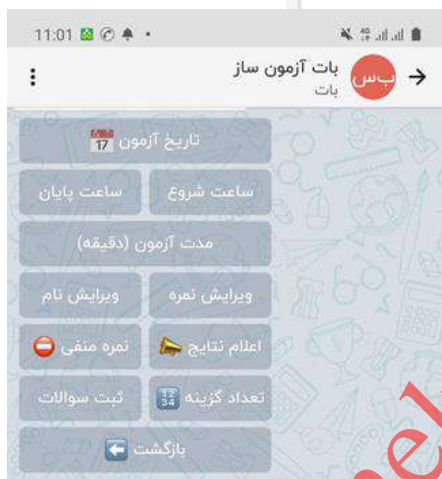 11:01
بات آزمون ساز
بات
ب‌س
تاریخ آزمون
ساعت شروع ساعت پایان
مدت آزمون (دقیقه)
ویرایش نمره ویرایش نام
اعلام نتایج نمره منفی
تعداد گزینه ثبت سوالات
بازگشت